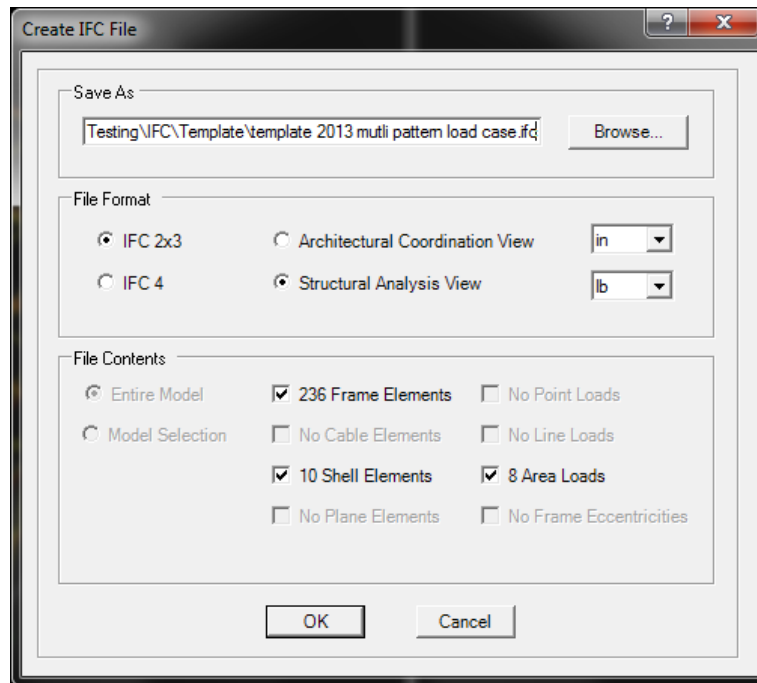 Create IFC File
Save As
Testing\IFC\Template\template 2013 mutli pattern load case.ifc
Browse...
File Format
IFC 2x3 Architectural Coordination View in
IFC 4 Structural Analysis View lb
File Contents
Entire Model 236 Frame Elements No Point Loads
Model Selection No Cable Elements No Line Loads
10 Shell Elements 8 Area Loads
No Plane Elements No Frame Eccentricities
OK Cancel